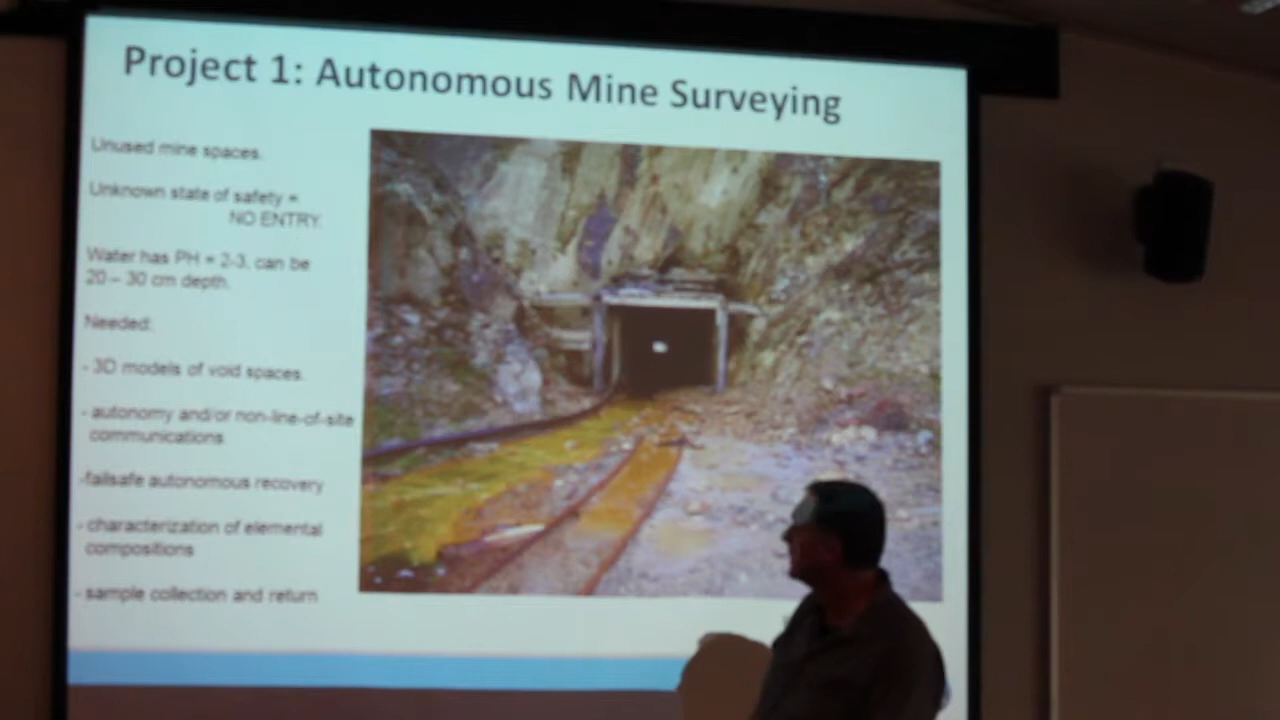 Project 1: Autonomous Mine Surveying
Unused mine spaces.
Unknown state of safety =
NO ENTRY.
Water has PH = 2-3, can be
20 – 30 cm depth.
Needed:
- 3D models of void spaces.
- autonomy and/or non-line-of-site
communications
-failsafe autonomous recovery
- characterization of elemental
compositions
- sample collection and return